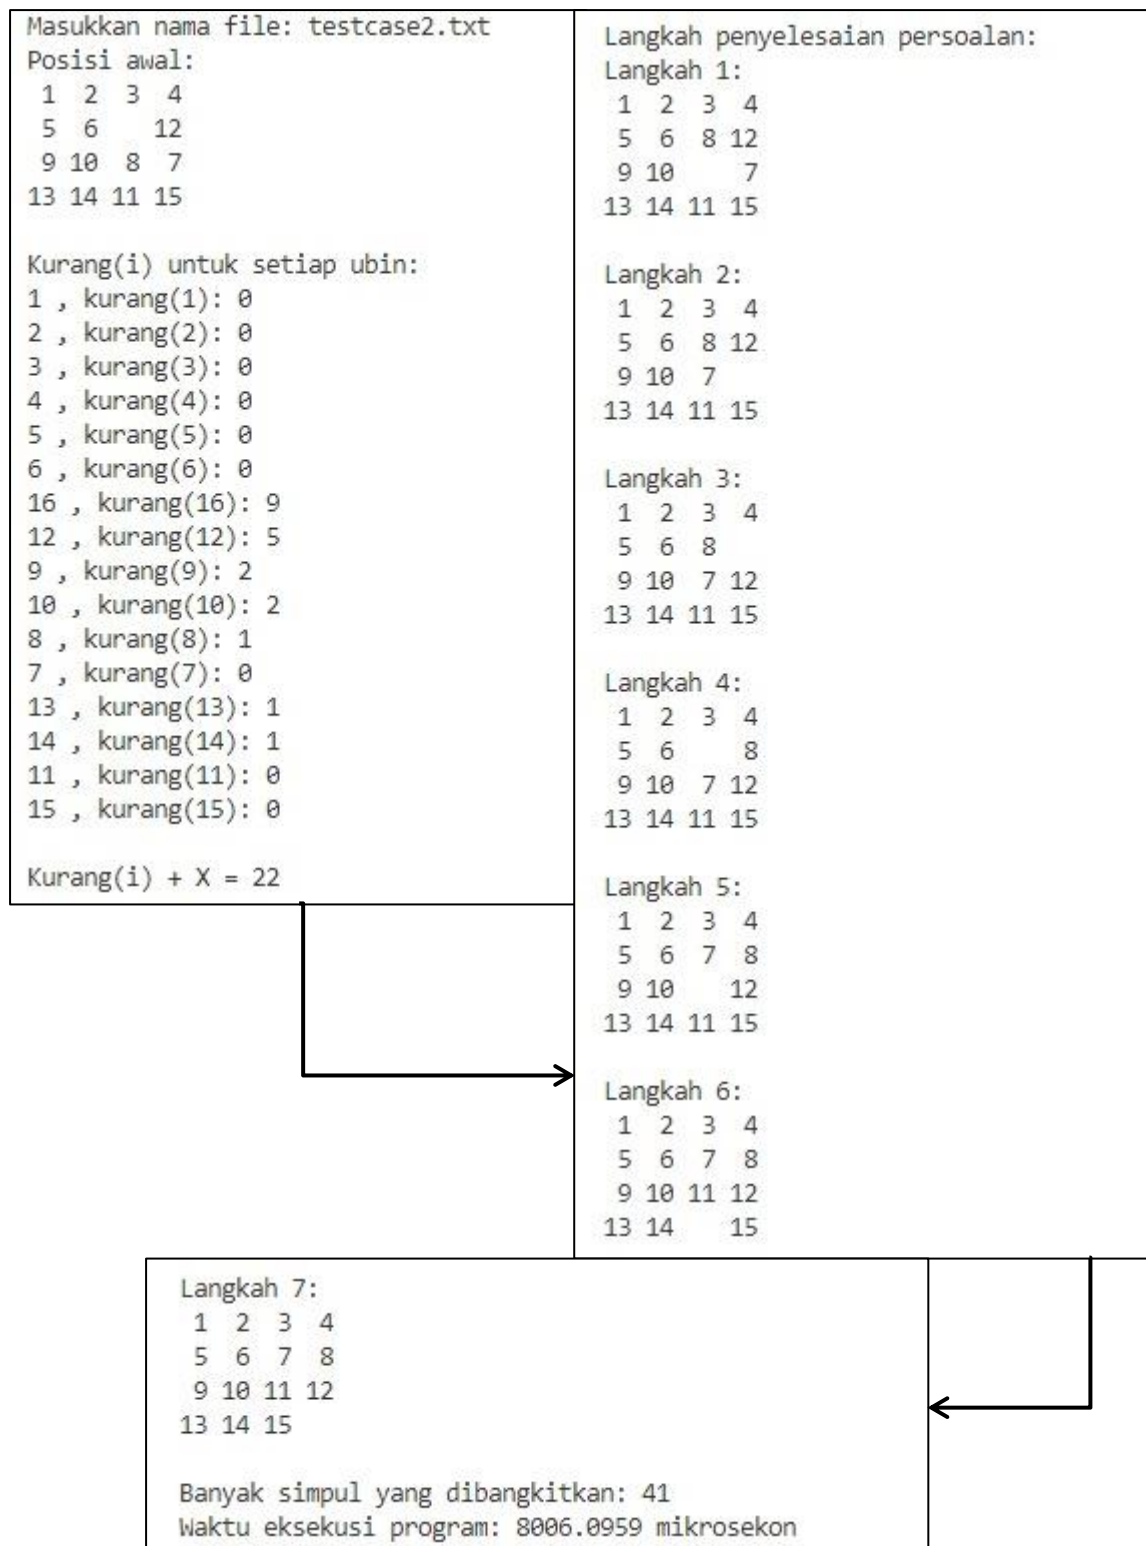 Masukkan nama file: testcase2.txt
Posisi awal:
1 2 3 4
5 6 12
9 10 8 7
13 14 11 15
Kurang(i) untuk setiap ubin:
1 , kurang(1): 0
2 , kurang(2): 0
3 , kurang(3): 0
4 , kurang(4): 0
5 , kurang(5): 0
6 , kurang(6): 0
16 , kurang(16): 9
12 , kurang(12): 5
9 , kurang(9): 2
10 , kurang(10): 2
8 , kurang(8): 1
7 , kurang(7): 0
13 , kurang(13): 1
14 , kurang(14): 1
11 , kurang(11): 0
15 , kurang(15): 0
Kurang(i) + X = 22
Langkah penyelesaian persoalan:
Langkah 1:
1 2 3 4
5 6 8 12
9 10 7
13 14 11 15
Langkah 2:
1 2 3 4
5 6 8 12
9 10 7
13 14 11 15
Langkah 3:
1 2 3 4
5 6 8
9 10 7 12
13 14 11 15
Langkah 4:
1 2 3 4
5 6 8
9 10 7 12
13 14 11 15
Langkah 5:
1 2 3 4
5 6 7 8
9 10 12
13 14 11 15
Langkah 6:
1 2 3 4
5 6 7 8
9 10 11 12
13 14 15
Langkah 7:
1 2 3 4
5 6 7 8
9 10 11 12
13 14 15
Banyak simpul yang dibangkitkan: 41
Waktu eksekusi program: 8006.0959 mikrosekon